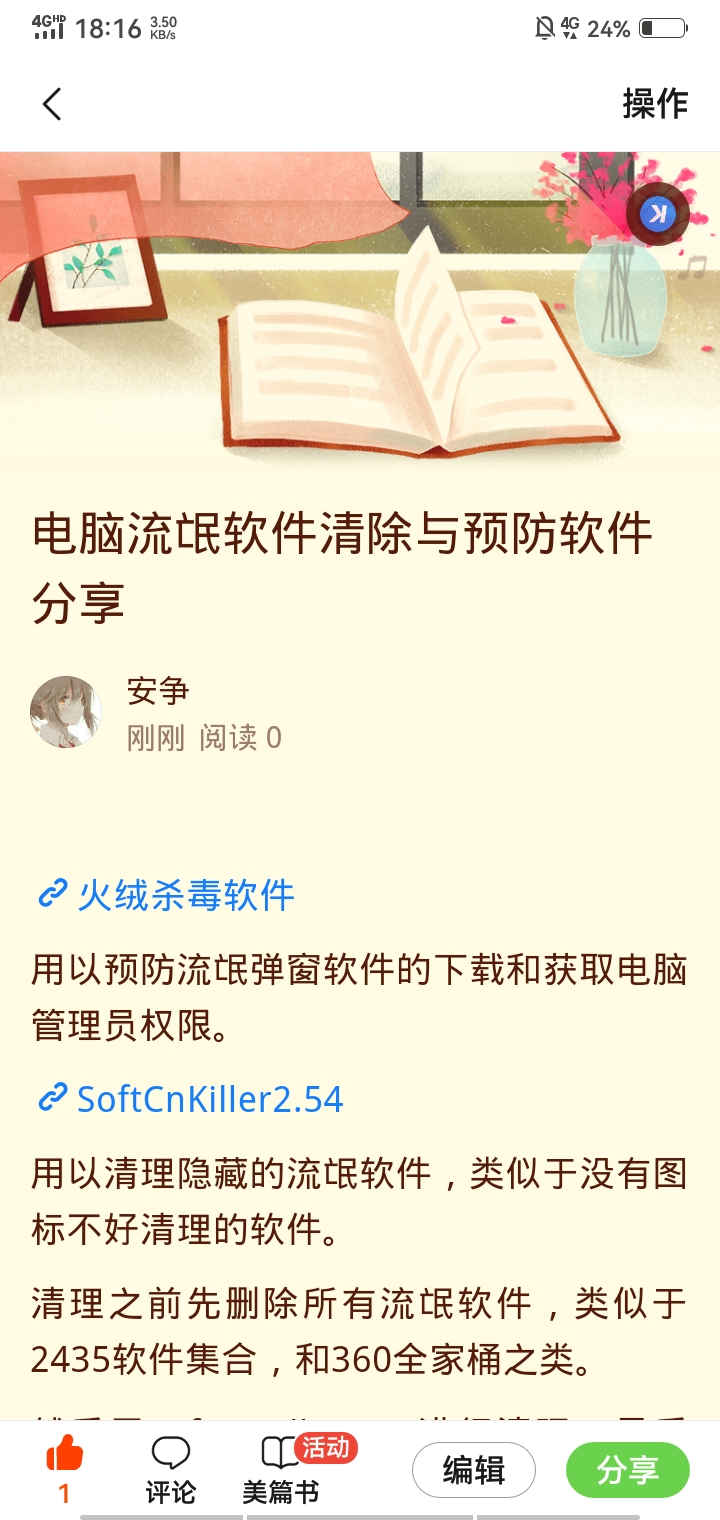 4GHD 18:16 3.50 KB/s 4G 24%
操作
电脑流氓软件清除与预防软件
分享
安争
刚刚 阅读 0
火绒杀毒软件
用以预防流氓弹窗软件的下载和获取电脑
管理员权限。
SoftCnKiller2.54
用以清理隐藏的流氓软件，类似于没有图
标不好清理的软件。
清理之前先删除所有流氓软件，类似于
2435软件集合，和360全家桶之类。
1 评论 美篇书 活动 编辑 分享